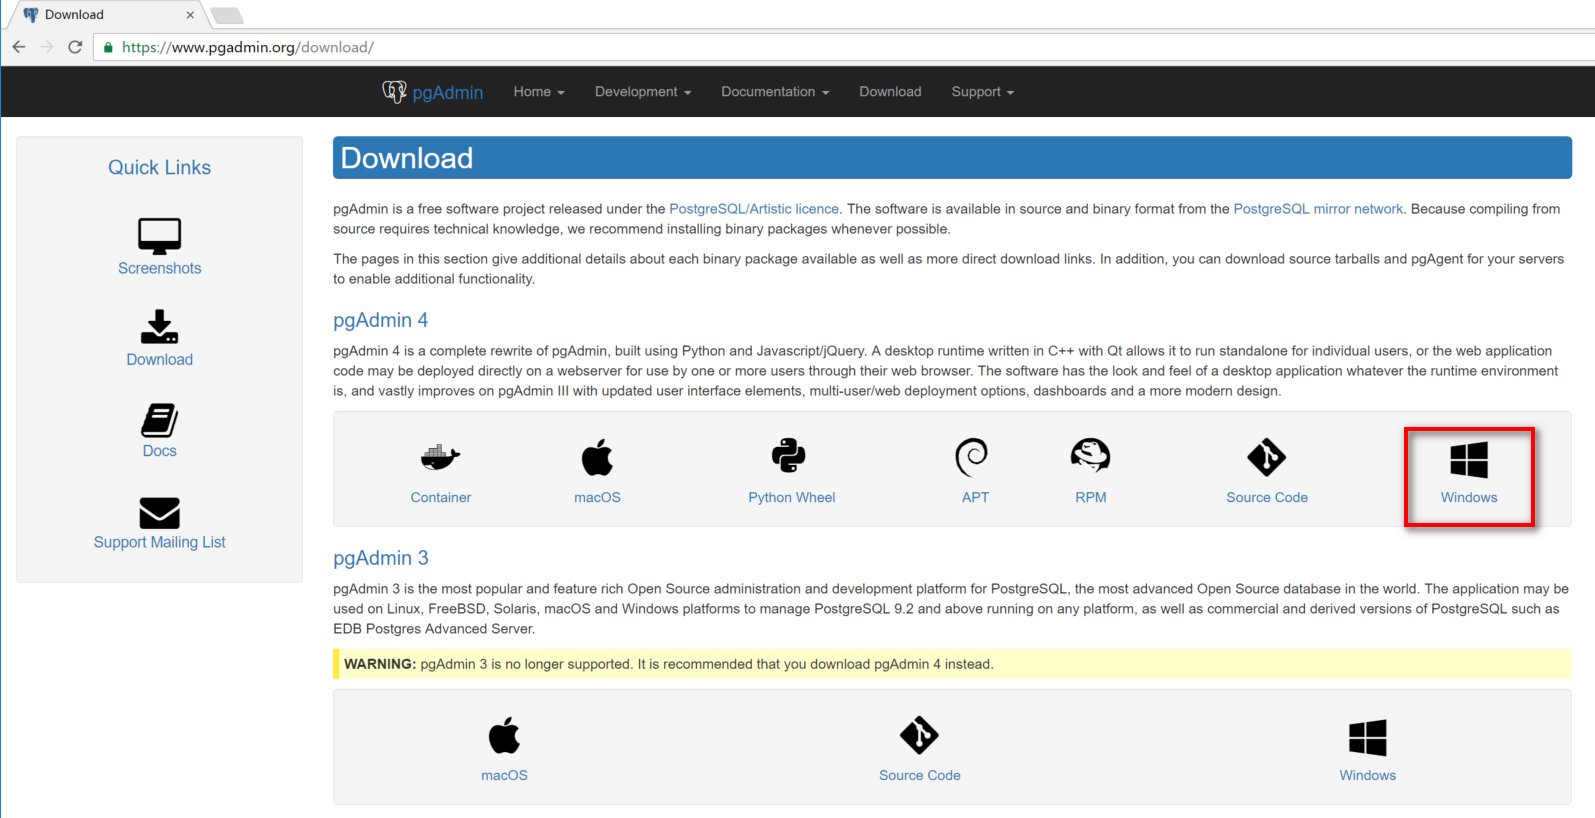 Download
https://www.pgadmin.org/download/
pgAdmin Home Development Documentation Download Support
Quick Links
Screenshots
Download
Docs
Support Mailing List
Download
pgAdmin is a free software project released under the PostgreSQL/Artistic licence. The software is available in source and binary format from the PostgreSQL mirror network. Because compiling from
source requires technical knowledge, we recommend installing binary packages whenever possible.
The pages in this section give additional details about each binary package available as well as more direct download links. In addition, you can download source tarballs and pgAgent for your servers
to enable additional functionality.
pgAdmin 4
pgAdmin 4 is a complete rewrite of pgAdmin, built using Python and Javascript/jQuery. A desktop runtime written in C++ with Qt allows it to run standalone for individual users, or the web application
code may be deployed directly on a webserver for use by one or more users through their web browser. The software has the look and feel of a desktop application whatever the runtime environment
is, and vastly improves on pgAdmin III with updated user interface elements, multi-user/web deployment options, dashboards and a more modern design.
Container macOS Python Wheel APT RPM Source Code Windows
pgAdmin 3
pgAdmin 3 is the most popular and feature rich Open Source administration and development platform for PostgreSQL, the most advanced Open Source database in the world. The application may be
used on Linux, FreeBSD, Solaris, macOS and Windows platforms to manage PostgreSQL 9.2 and above running on any platform, as well as commercial and derived versions of PostgreSQL such as
EDB Postgres Advanced Server.
WARNING: pgAdmin 3 is no longer supported. It is recommended that you download pgAdmin 4 instead.
macOS Source Code Windows